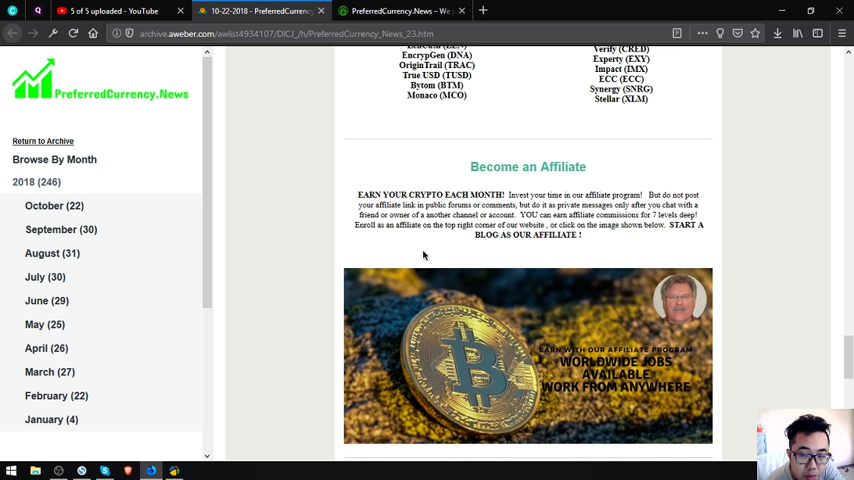 5 of 5 uploaded - YouTube
10-22-2018 - PreferredCurrency
PreferredCurrency.News – We p
archive.aweber.com/awlist4934107/DICJ_/h/PreferredCurrency_News_23.htm
PreferredCurrency.News
Return to Archive
Browse By Month
2018 (246)
October (22)
September (30)
August (31)
July (30)
June (29)
May (25)
April (26)
March (27)
February (22)
January (4)
EncrypGen (DNA)
OriginTrail (TRAC)
True USD (TUSD)
Bytom (BTM)
Monaco (MCO)
Verify (CRED)
Experty (EXY)
Impact (IMX)
ECC (ECC)
Synergy (SNRG)
Stellar (XLM)
Become an Affiliate
EARN YOUR CRYPTO EACH MONTH! Invest your time in our affiliate program! But do not post
your affiliate link in public forums or comments, but do it as private messages only after you chat with a
friend or owner of a another channel or account. YOU can earn affiliate commissions for 7 levels deep!
Enroll as an affiliate on the top right corner of our website , or click on the image shown below. START A
BLOG AS OUR AFFILIATE !
EARN WITH OUR AFFILIATE PROGRAM
WORLDWIDE JOBS
AVAILABLE
WORK FROM ANYWHERE